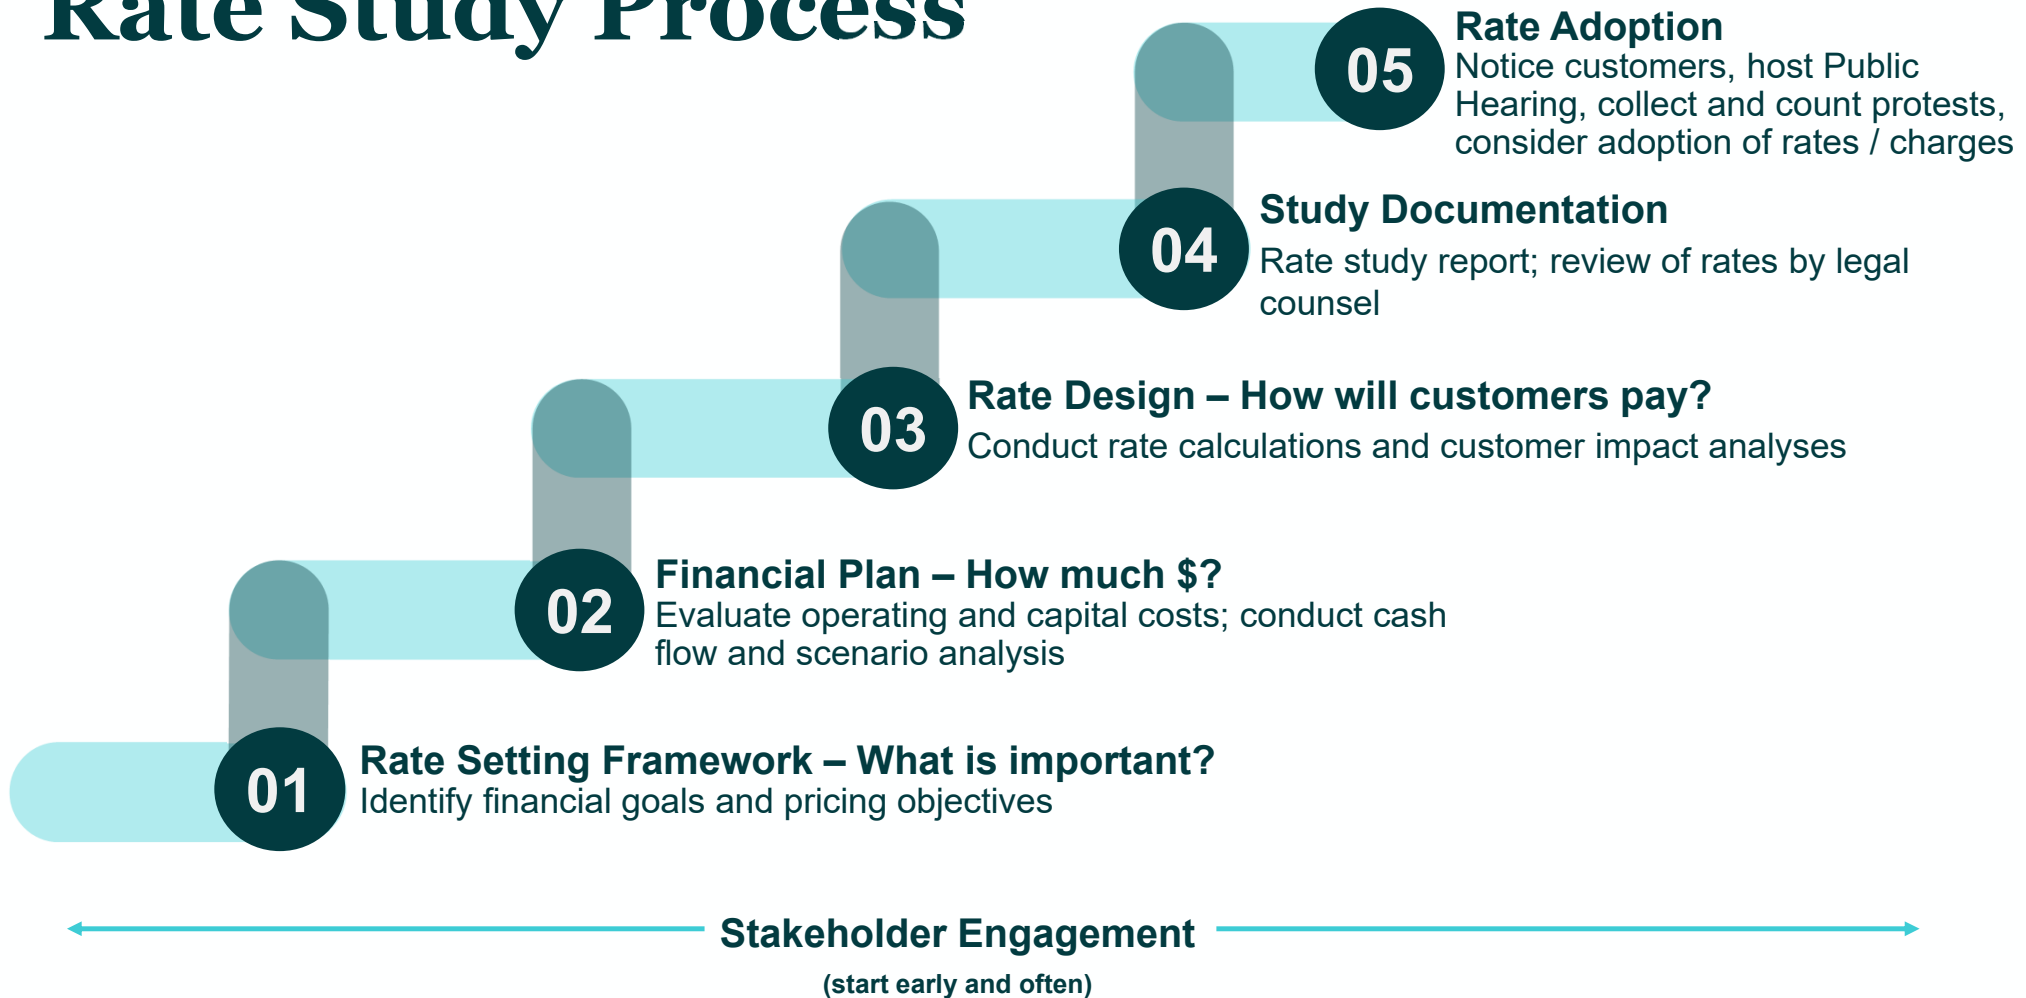 Rate Study Process
05
Rate Adoption
Notice customers, host Public
Hearing, collect and count protests,
consider adoption of rates / charges
04
Study Documentation
Rate study report; review of rates by legal
counsel
03
Rate Design – How will customers pay?
Conduct rate calculations and customer impact analyses
02
Financial Plan – How much $?
Evaluate operating and capital costs; conduct cash
flow and scenario analysis
01
Rate Setting Framework – What is important?
Identify financial goals and pricing objectives
Stakeholder Engagement
(start early and often)